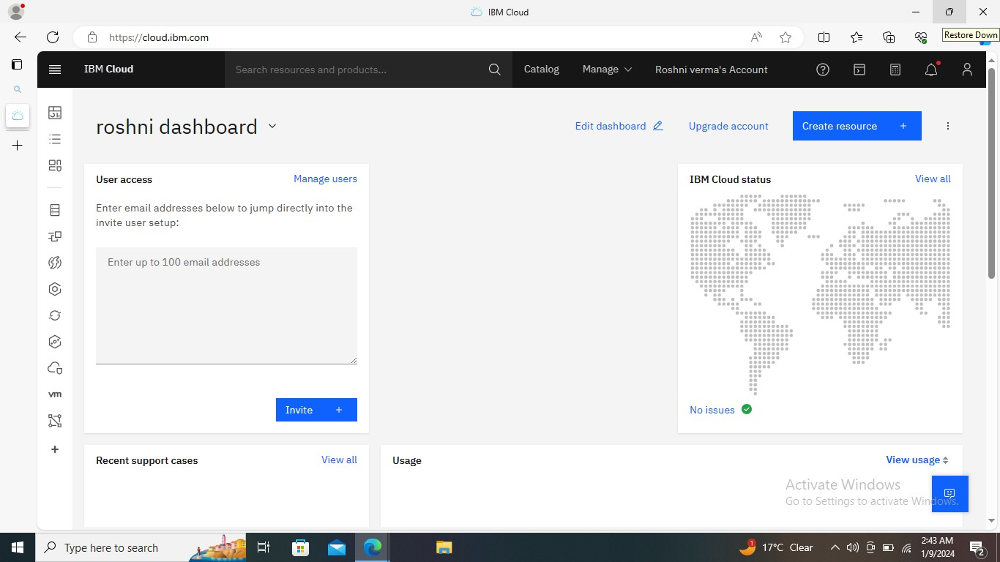 IBM Cloud
https://cloud.ibm.com
Restore Down
IBM Cloud
Search resources and products...
Catalog
Manage
Roshni verma's Account
roshni dashboard
Edit dashboard
Upgrade account
Create resource +
User access
Manage users
Enter email addresses below to jump directly into the
invite user setup:
Enter up to 100 email addresses
Invite +
IBM Cloud status
View all
No issues
vm
Recent support cases
View all
Usage
View usage
Activate Windows
Go to Settings to activate Windows.
Type here to search
1
17°C Clear
2:43 AM
1/9/2024
2